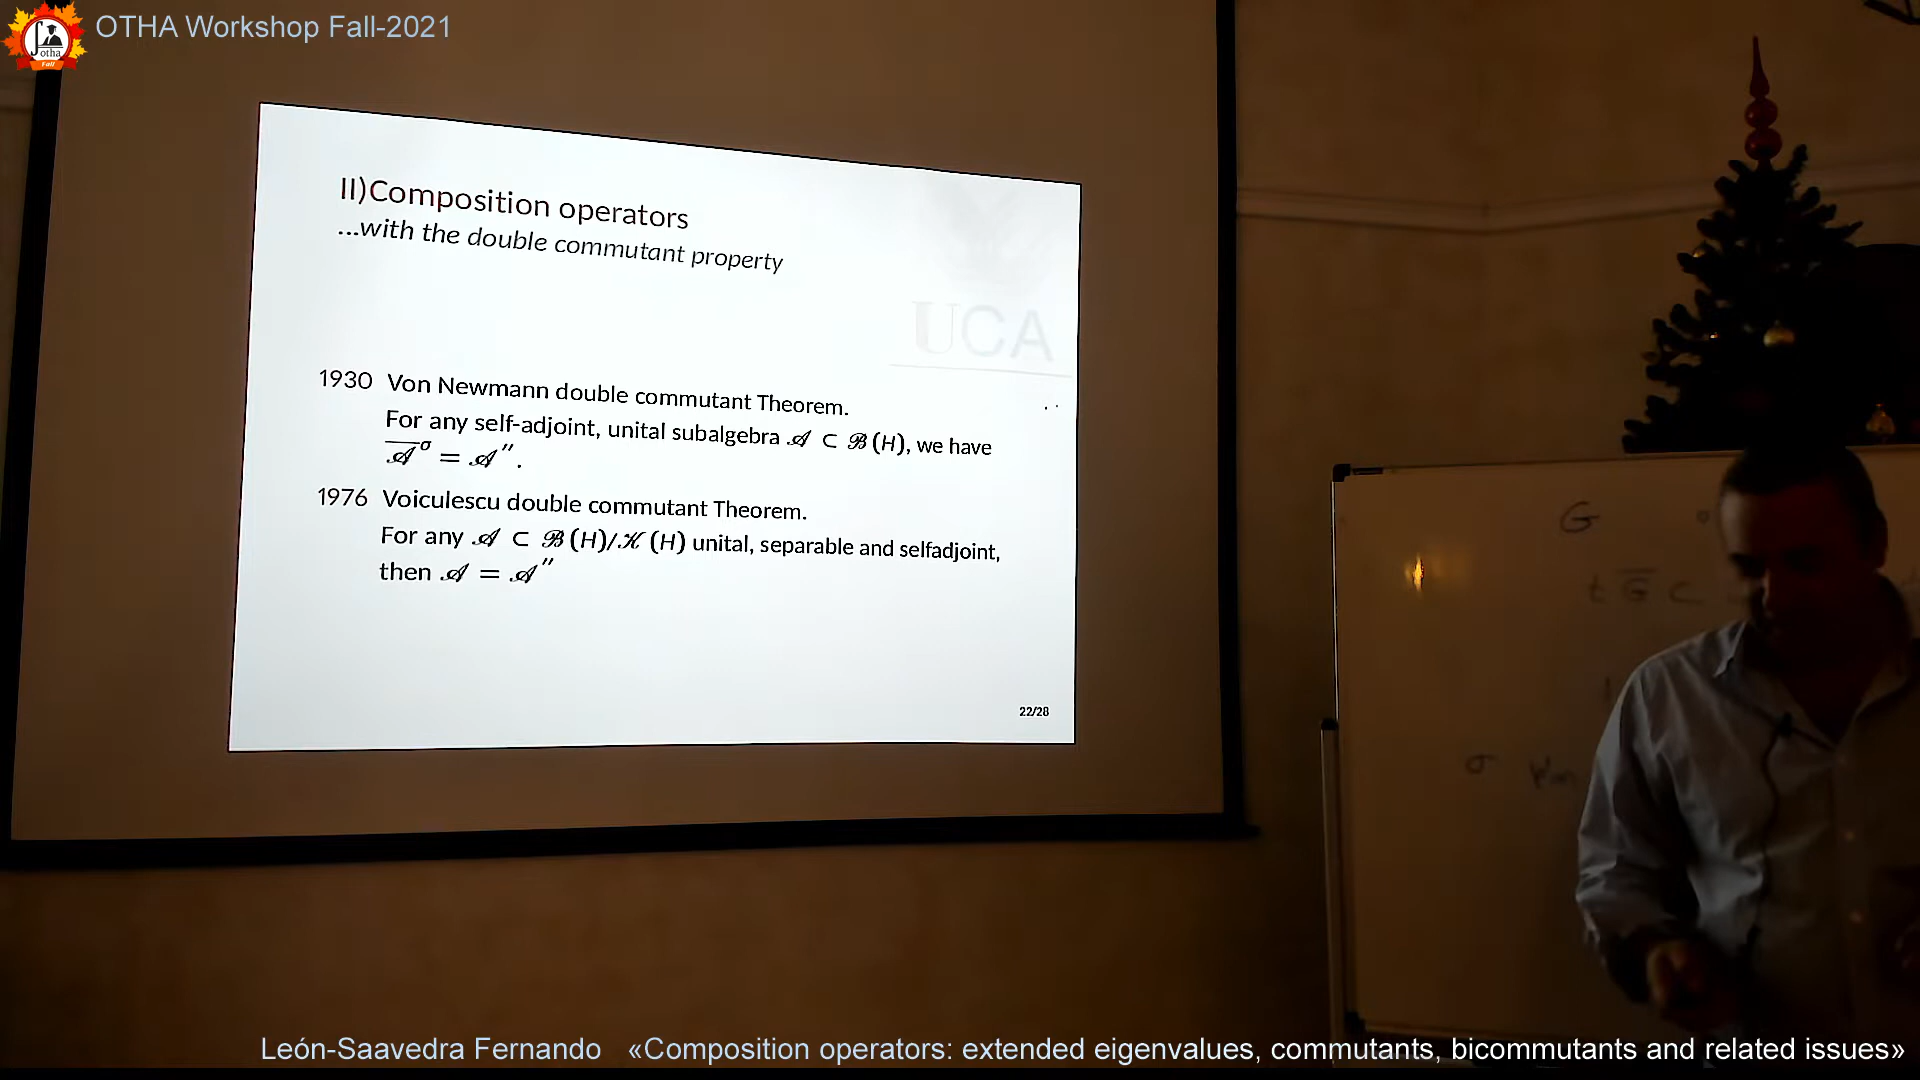 OTHA Workshop Fall-2021
otha
Fall
II)Composition operators
...with the double commutant property
UCA
1930 Von Newmann double commutant Theorem.
For any self-adjoint, unital subalgebra 𝒜 ⊂ ℬ(H), we have
𝒜̅^σ = 𝒜″.
1976 Voiculescu double commutant Theorem.
For any 𝒜 ⊂ ℬ(H)/𝒦(H) unital, separable and selfadjoint,
then 𝒜 = 𝒜″
22/28
G
t G̅ ⊂
σ
León-Saavedra Fernando «Composition operators: extended eigenvalues, commutants, bicommutants and related issues»